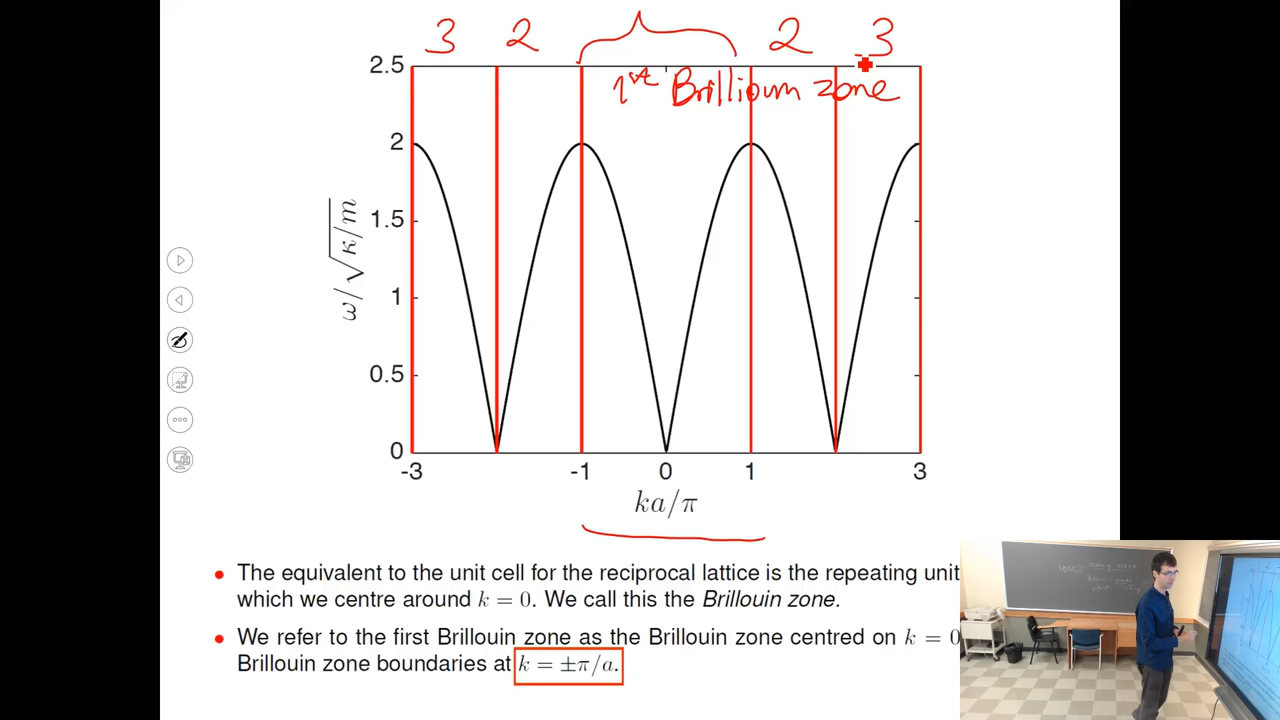 3 2 2 3
1st Brillioum zone
2.5
2
1.5
1
0.5
0
ω/√κ/m
-3 -1 0 1 3
ka/π
• The equivalent to the unit cell for the reciprocal lattice is the repeating unit
which we centre around k = 0. We call this the Brillouin zone.
• We refer to the first Brillouin zone as the Brillouin zone centred on k = 0
Brillouin zone boundaries at k = ±π/a.